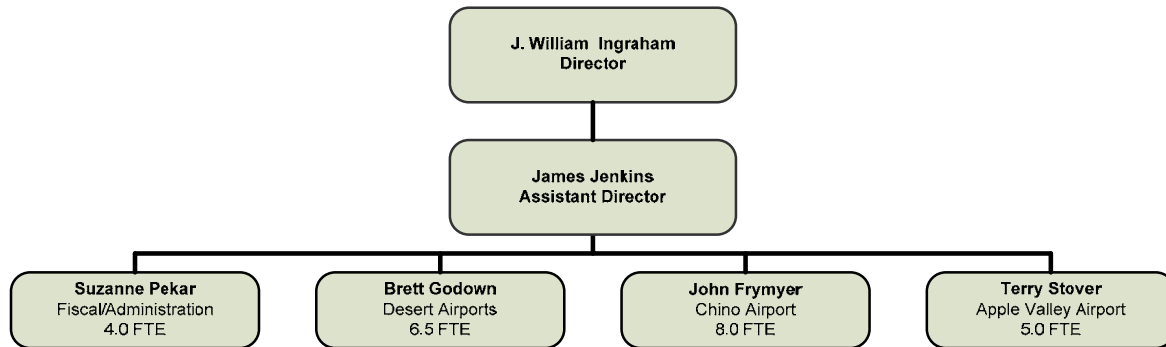 J. William Ingraham
Director
James Jenkins
Assistant Director
Suzanne Pekar
Fiscal/Administration
4.0 FTE
Brett Godown
Desert Airports
6.5 FTE
John Frymyer
Chino Airport
8.0 FTE
Terry Stover
Apple Valley Airport
5.0 FTE